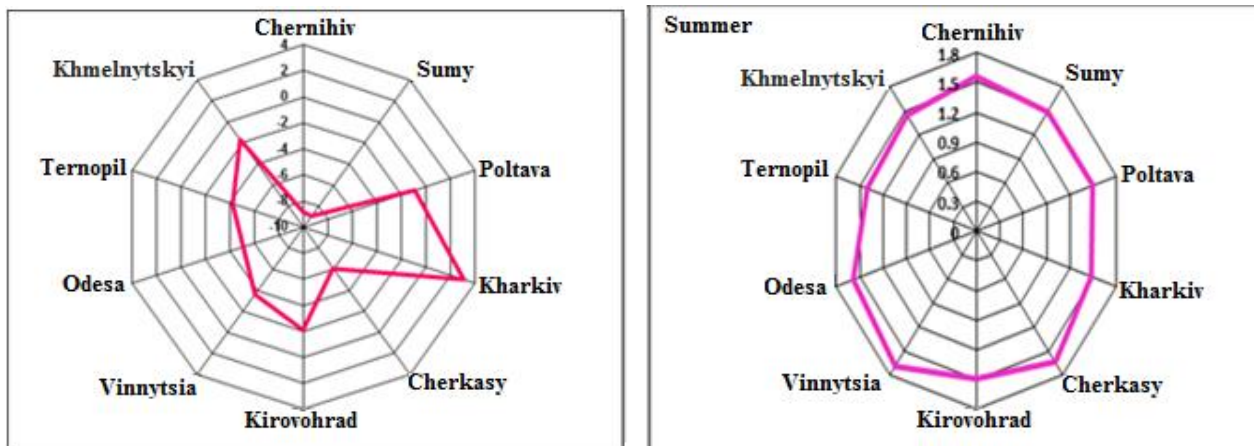 Chernihiv
4
2
0
-2
-4
-6
-8
-10
Khmelnytskyi
Sumy
Ternopil
Poltava
Odesa
Kharkiv
Vinnytsia
Cherkasy
Kirovohrad
Summer
Chernihiv
1.8
1.5
1.2
0.9
0.6
0.3
0
Khmelnytskyi
Sumy
Ternopil
Poltava
Odesa
Kharkiv
Vinnytsia
Cherkasy
Kirovohrad